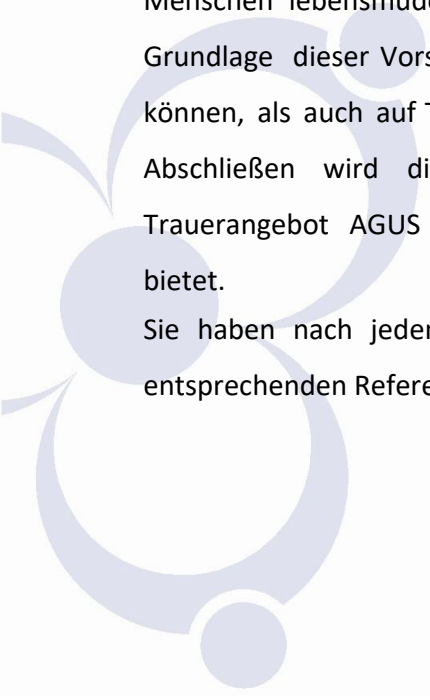 Menschen lebensmüde
Grundlage dieser Vors
können, als auch auf T
Abschließen wird di
Trauerangebot AGUS
bietet.
Sie haben nach jeder
entsprechenden Refere